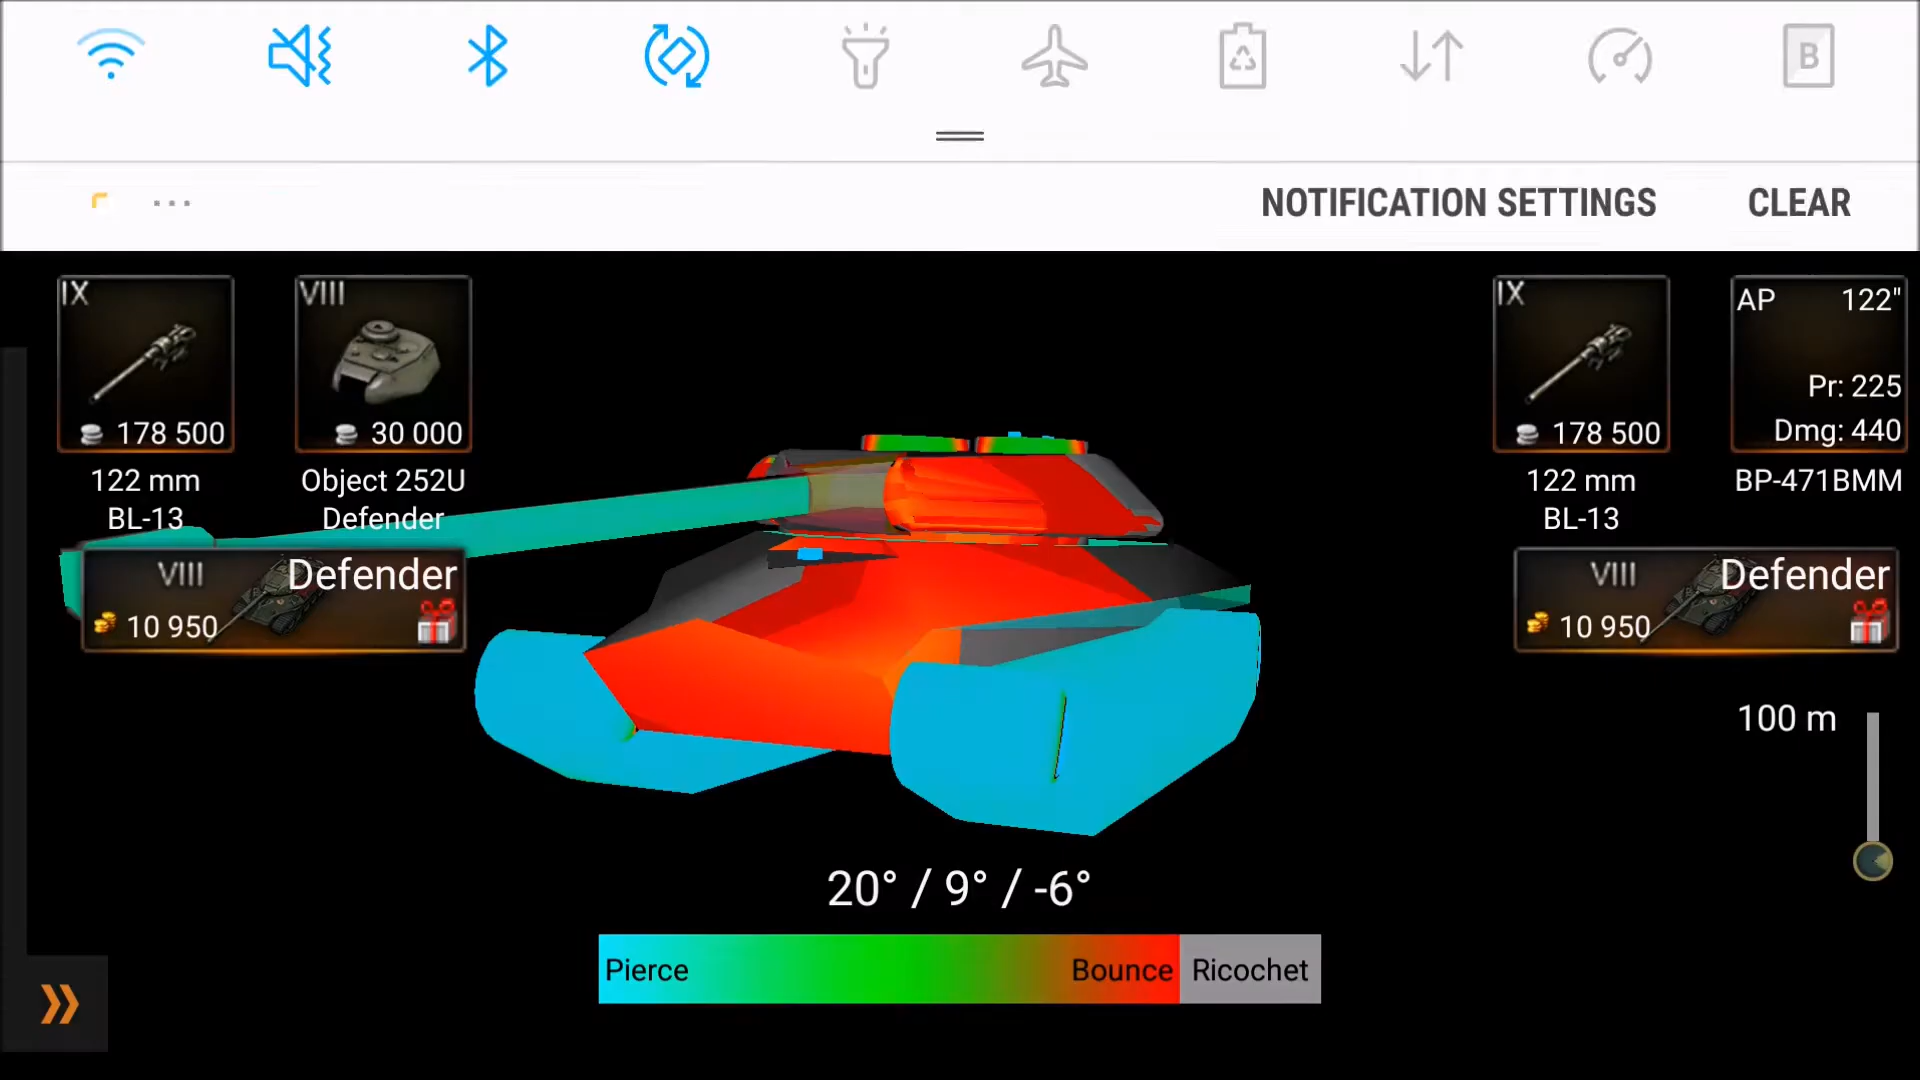 B
NOTIFICATION SETTINGS
CLEAR
IX
178 500
122 mm
BL-13
VIII
30 000
Object 252U
Defender
VIII
Defender
10 950
IX
178 500
122 mm
BL-13
AP 122"
Pr: 225
Dmg: 440
BP-471BMM
VIII
Defender
10 950
100 m
20° / 9° / -6°
Pierce
Bounce
Ricochet